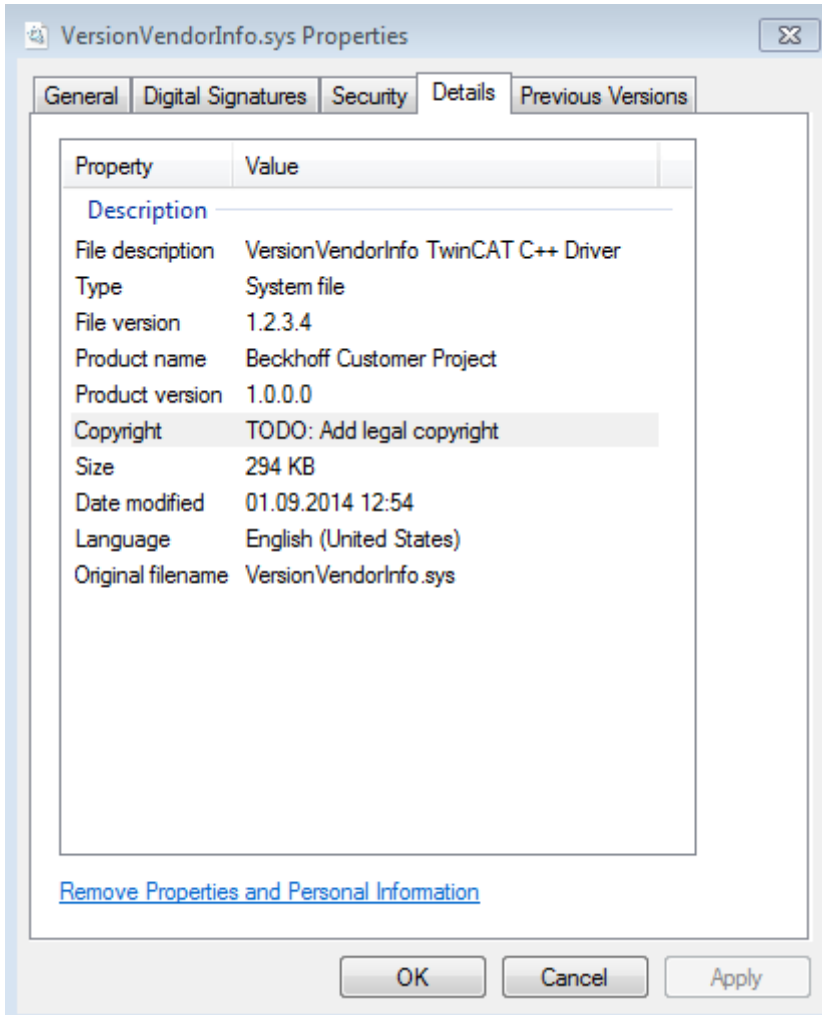 VersionVendorInfo.sys Properties
General Digital Signatures Security Details Previous Versions
Property Value
Description
File description VersionVendorInfo TwinCAT C++ Driver
Type System file
File version 1.2.3.4
Product name Beckhoff Customer Project
Product version 1.0.0.0
Copyright TODO: Add legal copyright
Size 294 KB
Date modified 01.09.2014 12:54
Language English (United States)
Original filename VersionVendorInfo.sys
Remove Properties and Personal Information
OK Cancel Apply